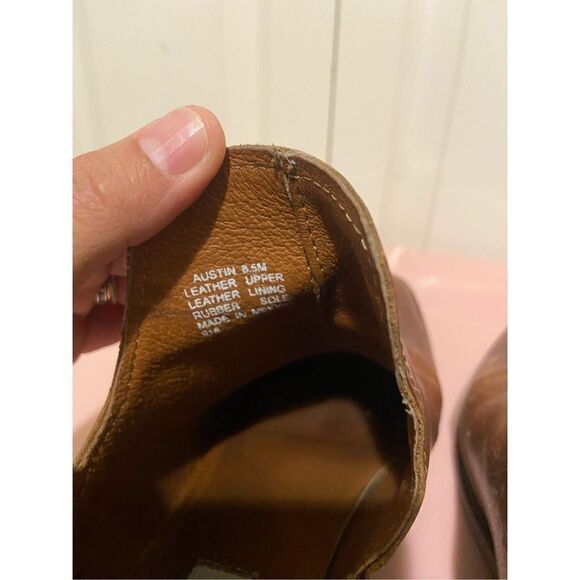 AUSTIN 8.5M
LEATHER UPPER
LEATHER LINING
RUBBER SOLE
MADE IN